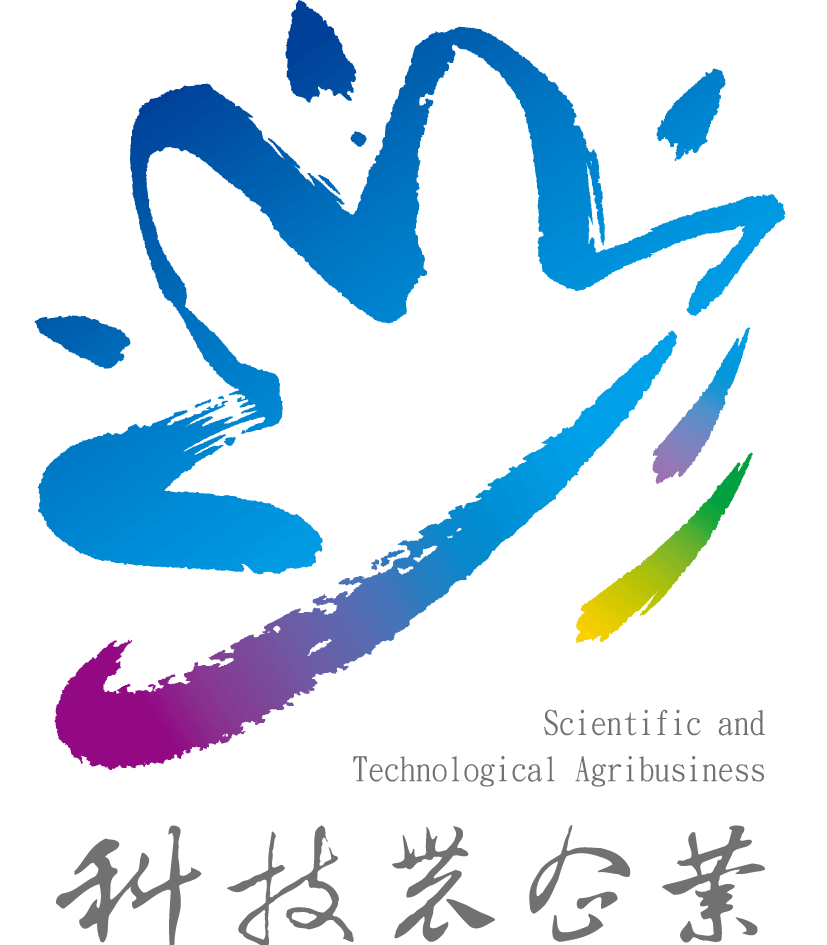 Scientific and
Technological Agribusiness
科技農企業